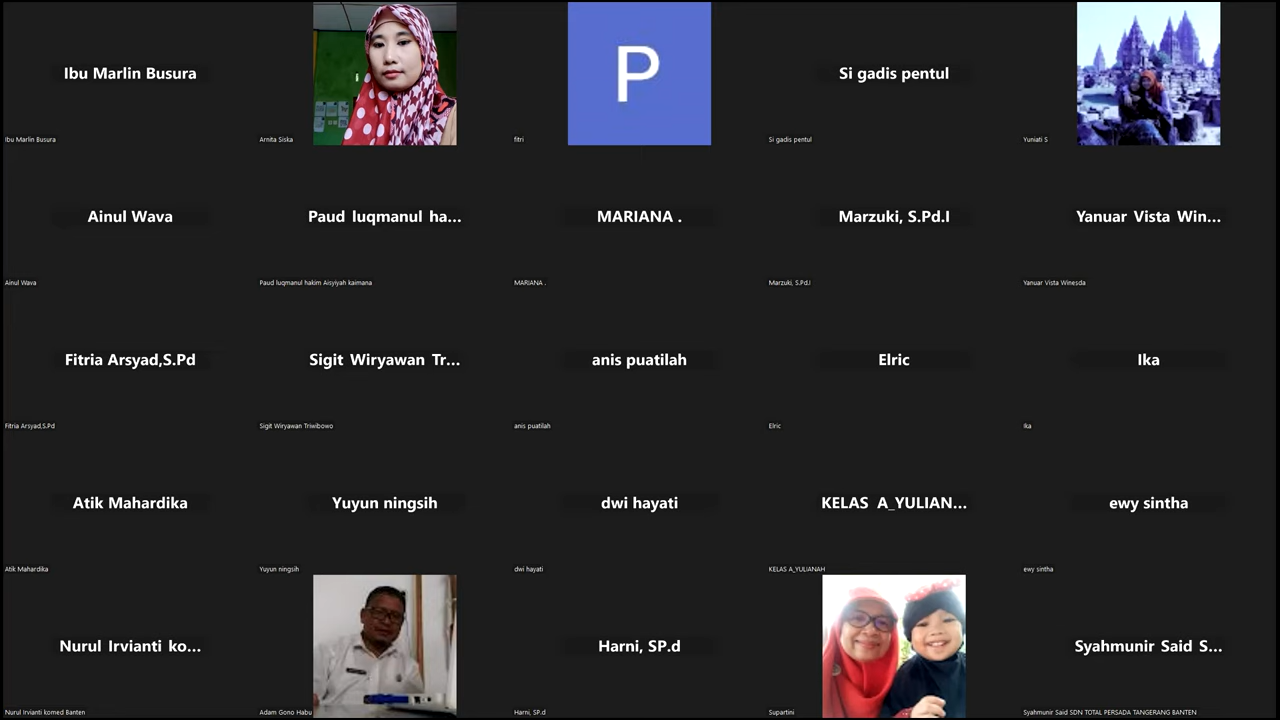 Ibu Marlin Busura
P
Si gadis pentul
Ibu Marlin Busura
Arnita Siska
fitri
Si gadis pentul
Yuniati S
Ainul Wava
Paud luqmanul ha...
MARIANA .
Marzuki, S.Pd.I
Yanuar Vista Win...
Ainul Wava
Paud luqmanul hakim Aisyiyah kaimana
MARIANA .
Marzuki, S.Pd.I
Yanuar Vista Winesda
Fitria Arsyad,S.Pd
Sigit Wiryawan Tr...
anis puatilah
Elric
Ika
Fitria Arsyad,S.Pd
Sigit Wiryawan Triwibowo
anis puatilah
Elric
Ika
Atik Mahardika
Yuyun ningsih
dwi hayati
KELAS A_YULIAN...
ewy sintha
Atik Mahardika
Yuyun ningsih
dwi hayati
KELAS A_YULIANAH
ewy sintha
Nurul Irvianti ko...
Harni, SP.d
Syahmunir Said S...
Nurul Irvianti komed Banten
Adam Gono Habu
Harni, SP.d
Supartini
Syahmunir Said SDN TOTAL PERSADA TANGERANG BANTEN